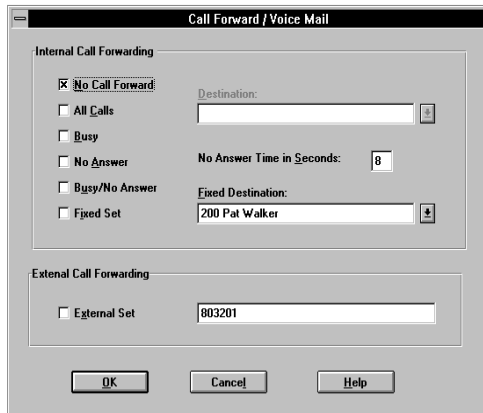 Call Forward / Voice Mail
Internal Call Forwarding
No Call Forward
All Calls
Busy
No Answer
Busy/No Answer
Fixed Set
Destination:
No Answer Time in Seconds: 8
Fixed Destination:
200 Pat Walker
Extenal Call Forwarding
External Set 803201
OK Cancel Help